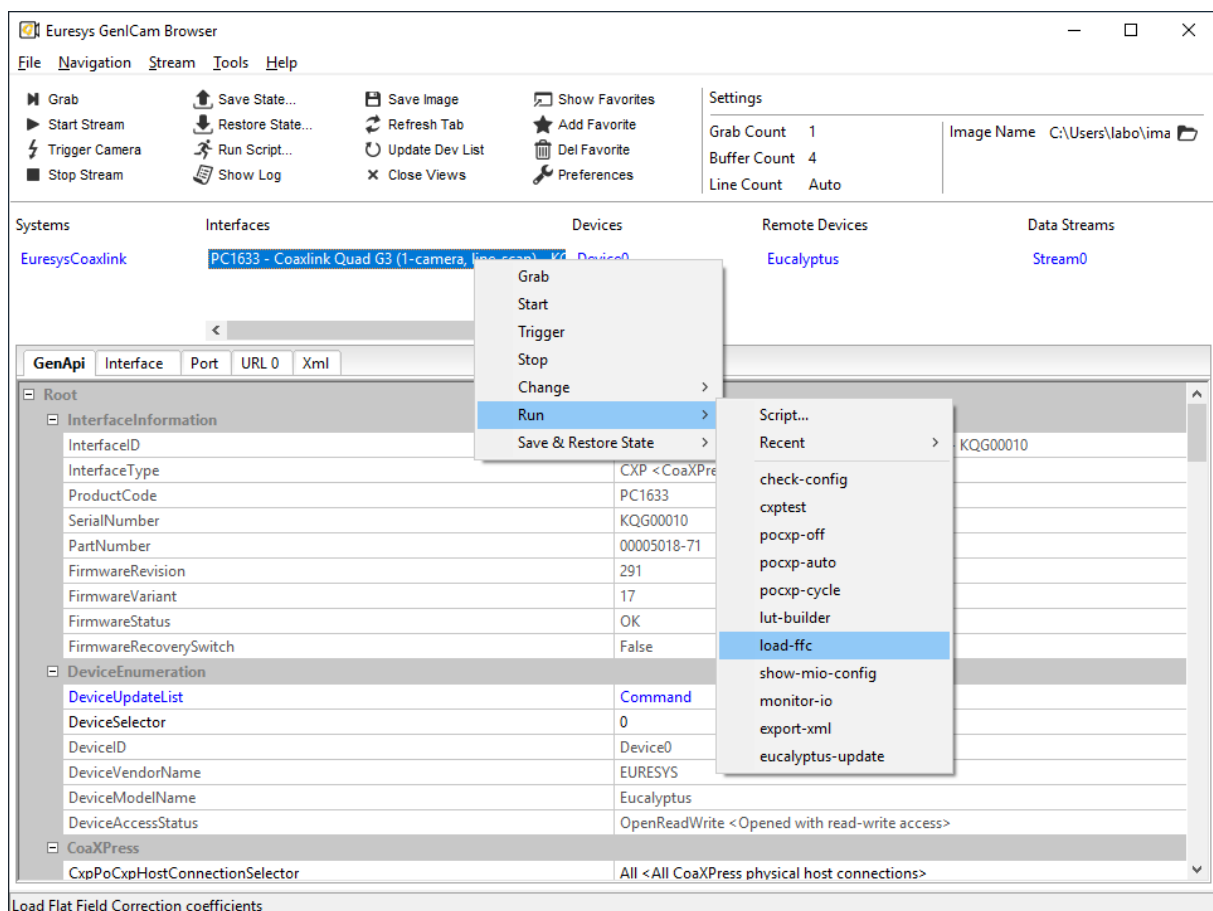 Euresys GenICam Browser
File Navigation Stream Tools Help
Grab Save State... Save Image Show Favorites Settings
Start Stream Restore State... Refresh Tab Add Favorite Grab Count 1 Image Name C:\Users\labo\ima
Trigger Camera Run Script... Update Dev List Del Favorite Buffer Count 4
Stop Stream Show Log Close Views Preferences Line Count Auto
Systems Interfaces Devices Remote Devices Data Streams
EuresysCoaxlink PC1633 - Coaxlink Quad G3 (1-camera, line-scan) - KQ Device0 Eucalyptus Stream0
Grab
Start
Trigger
Stop
Change
Run
Save & Restore State
Script...
Recent
check-config
cxptest
pocxp-off
pocxp-auto
pocxp-cycle
lut-builder
load-ffc
show-mio-config
monitor-io
export-xml
eucalyptus-update
GenApi Interface Port URL 0 Xml
Root
InterfaceInformation
InterfaceID - KQG00010
InterfaceType CXP <CoaXPre
ProductCode PC1633
SerialNumber KQG00010
PartNumber 00005018-71
FirmwareRevision 291
FirmwareVariant 17
FirmwareStatus OK
FirmwareRecoverySwitch False
DeviceEnumeration
DeviceUpdateList Command
DeviceSelector 0
DeviceID Device0
DeviceVendorName EURESYS
DeviceModelName Eucalyptus
DeviceAccessStatus OpenReadWrite <Opened with read-write access>
CoaXPress
CxpPoCxpHostConnectionSelector All <All CoaXPress physical host connections>
Load Flat Field Correction coefficients